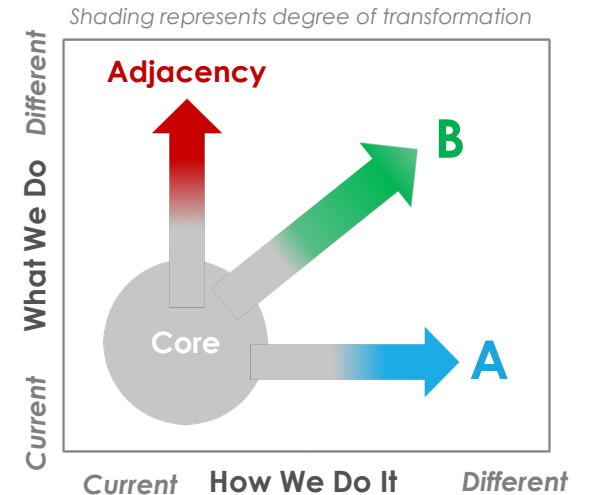 Shading represents degree of transformation
Different
What We Do
Current
Adjacency
B
Core
A
Current
How We Do It
Different